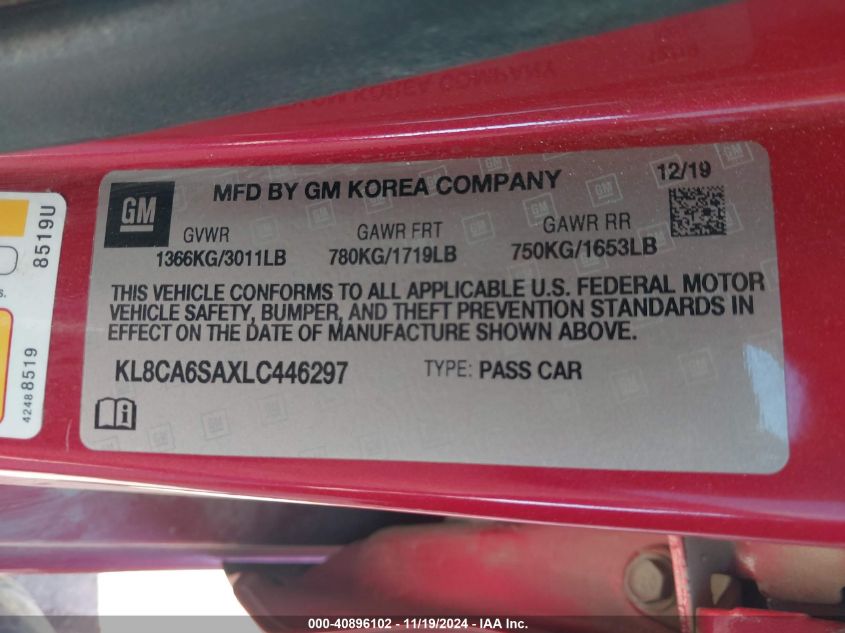 GM
MFD BY GM KOREA COMPANY
12/19
GVWR
GAWR FRT
GAWR RR
1366KG/3011LB
780KG/1719LB
750KG/1653LB
THIS VEHICLE CONFORMS TO ALL APPLICABLE U.S. FEDERAL MOTOR
VEHICLE SAFETY, BUMPER, AND THEFT PREVENTION STANDARDS IN
EFFECT ON THE DATE OF MANUFACTURE SHOWN ABOVE.
KL8CA6SAXLC446297
TYPE: PASS CAR
8519U
42488519
000-40896102 - 11/19/2024 - IAA Inc.